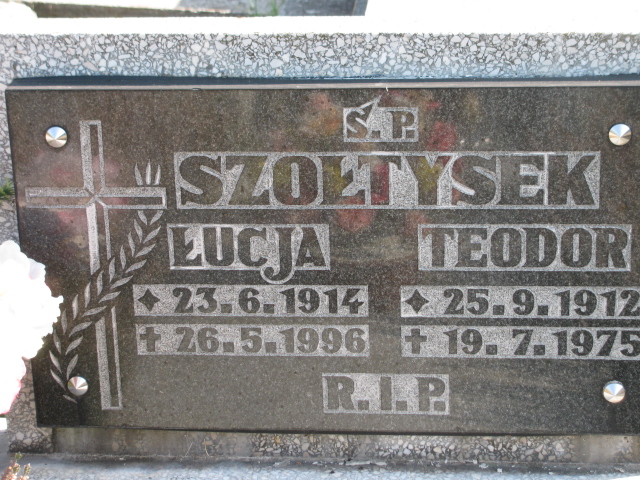 Ś.P.
SZOŁTYSEK
ŁUCJA TEODOR
23.6.1914 25.9.1912
† 26.5.1996 † 19.7.1975
R.I.P.